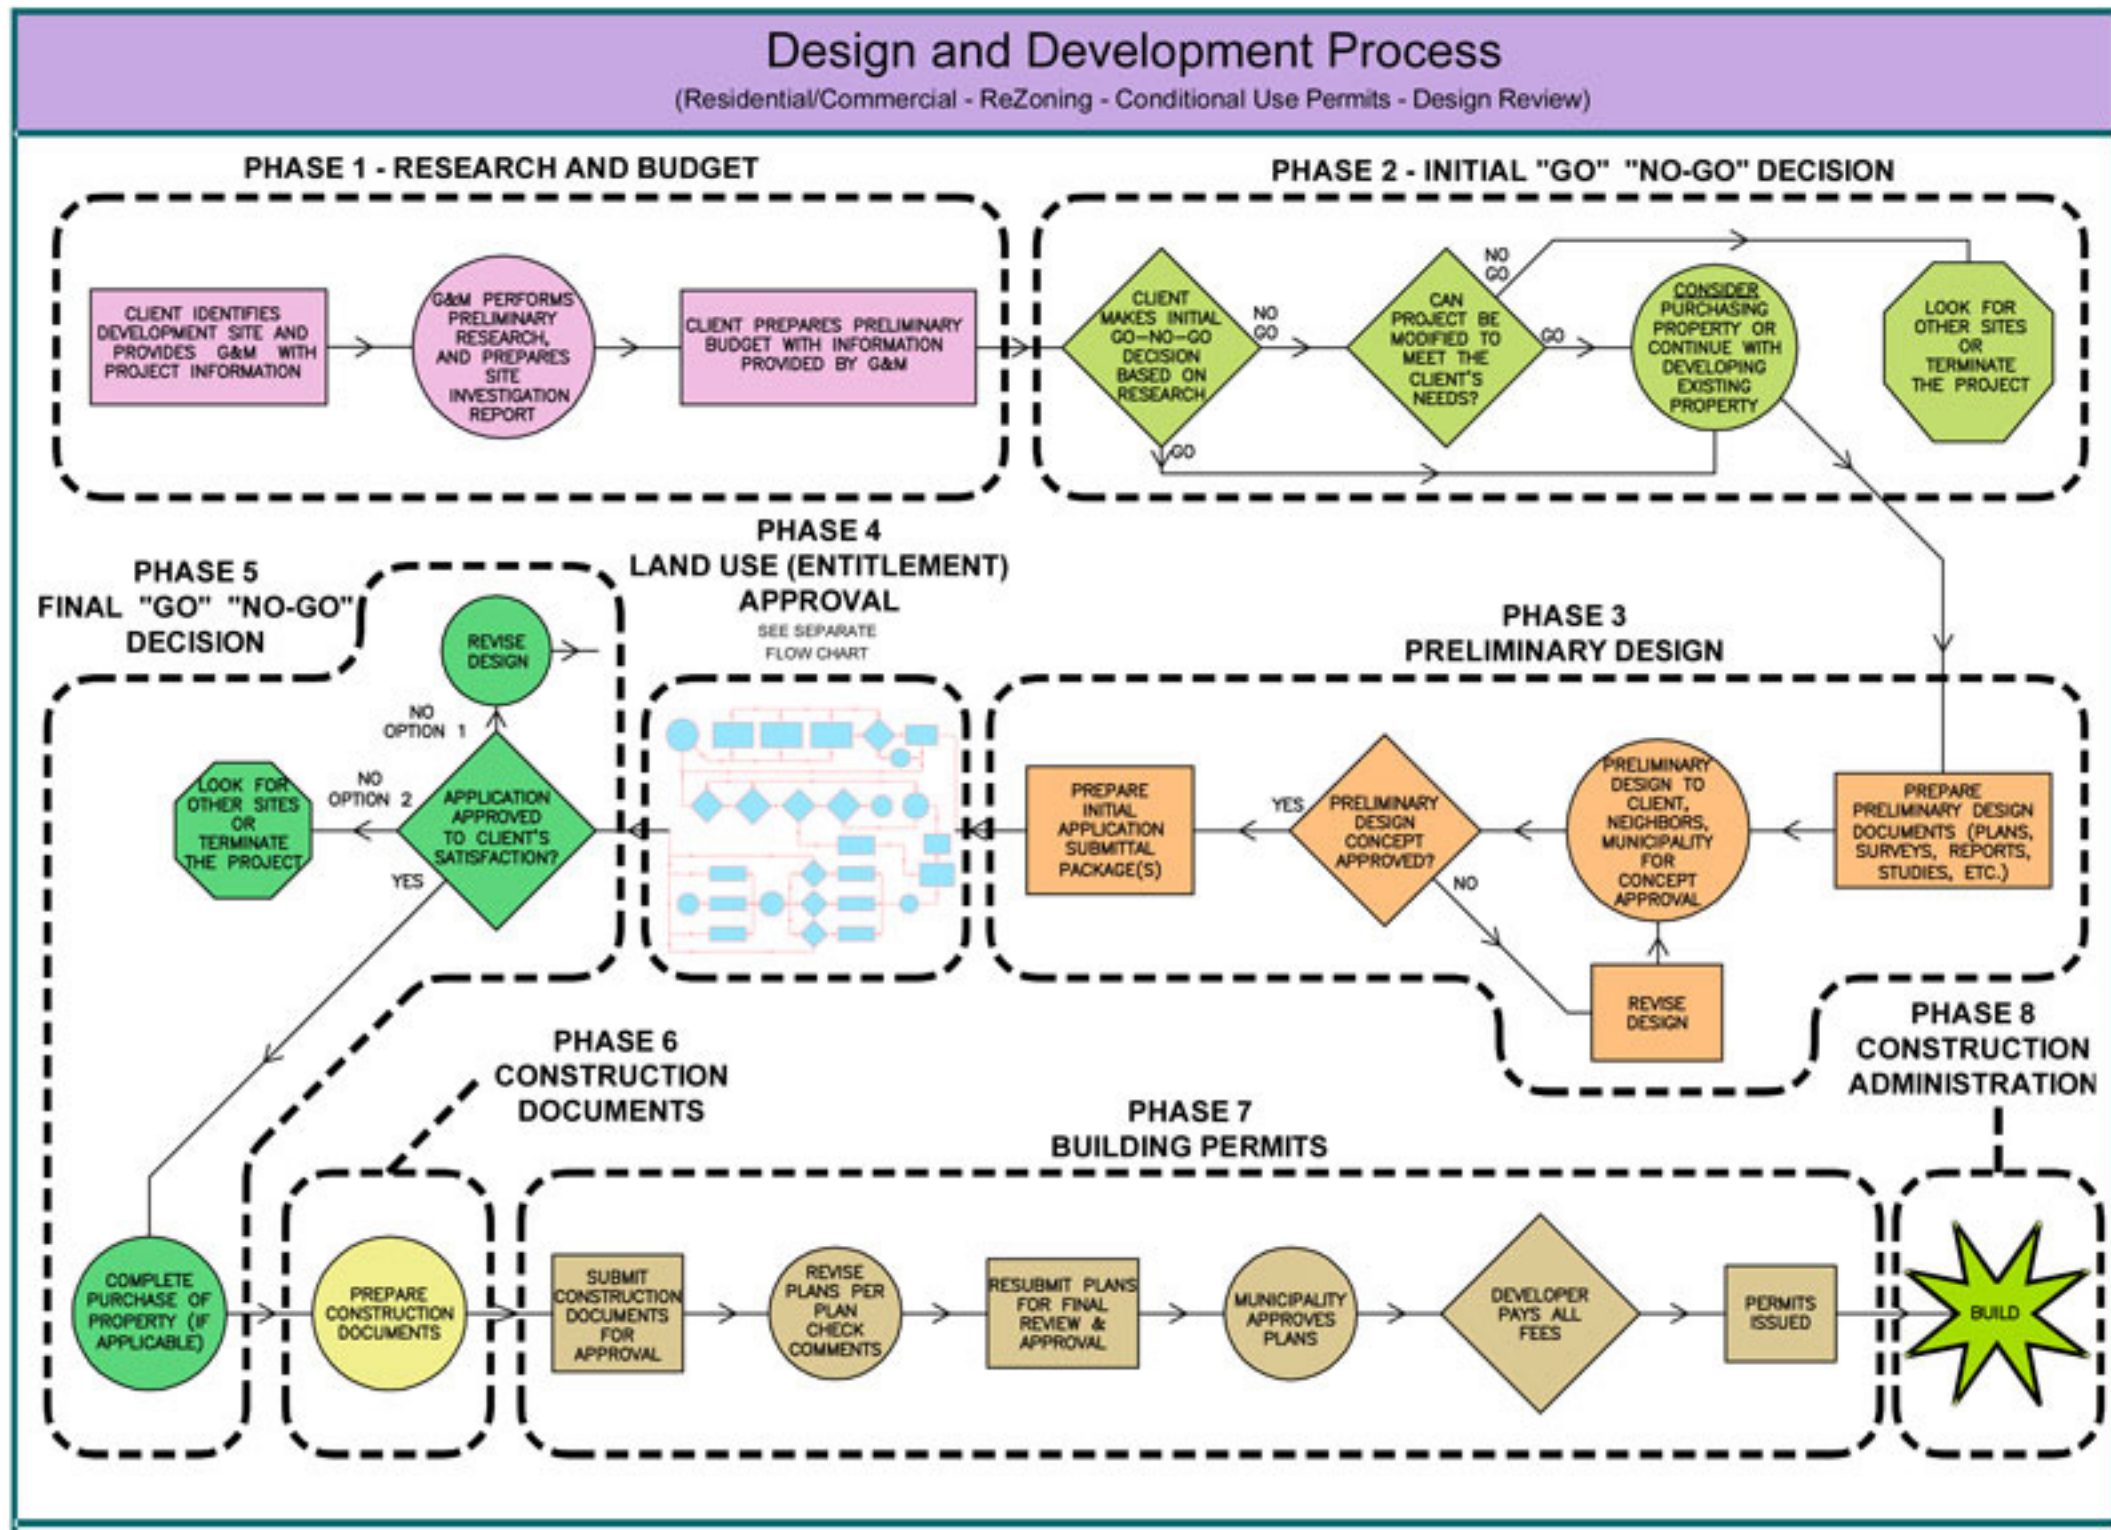 Design and Development Process
(Residential/Commercial - ReZoning - Conditional Use Permits - Design Review)
PHASE 1 - RESEARCH AND BUDGET
CLIENT IDENTIFIES
DEVELOPMENT SITE AND
PROVIDES G&M WITH
PROJECT INFORMATION
G&M PERFORMS
PRELIMINARY
RESEARCH,
AND PREPARES
SITE
INVESTIGATION
REPORT
CLIENT PREPARES PRELIMINARY
BUDGET WITH INFORMATION
PROVIDED BY G&M
PHASE 2 - INITIAL "GO" "NO-GO" DECISION
CLIENT
MAKES INITIAL
GO-NO-GO
DECISION
BASED ON
RESEARCH
NO
GO
GO
CAN
PROJECT BE
MODIFIED TO
MEET THE
CLIENT'S
NEEDS?
NO
GO
GO
CONSIDER
PURCHASING
PROPERTY OR
CONTINUE WITH
DEVELOPING
EXISTING
PROPERTY
LOOK FOR
OTHER SITES
OR
TERMINATE
THE PROJECT
PHASE 3
PRELIMINARY DESIGN
PREPARE
PRELIMINARY DESIGN
DOCUMENTS (PLANS,
SURVEYS, REPORTS,
STUDIES, ETC.)
PRELIMINARY
DESIGN TO
CLIENT,
NEIGHBORS,
MUNICIPALITY
FOR
CONCEPT
APPROVAL
PRELIMINARY
DESIGN
CONCEPT
APPROVED?
YES
NO
REVISE
DESIGN
PREPARE
INITIAL
APPLICATION
SUBMITTAL
PACKAGE(S)
PHASE 4
LAND USE (ENTITLEMENT)
APPROVAL
SEE SEPARATE
FLOW CHART
PHASE 5
FINAL "GO" "NO-GO"
DECISION
REVISE
DESIGN
NO
OPTION 1
APPLICATION
APPROVED
TO CLIENT'S
SATISFACTION?
NO
OPTION 2
LOOK FOR
OTHER SITES
OR
TERMINATE
THE PROJECT
YES
COMPLETE
PURCHASE OF
PROPERTY (IF
APPLICABLE)
PHASE 6
CONSTRUCTION
DOCUMENTS
PREPARE
CONSTRUCTION
DOCUMENTS
PHASE 7
BUILDING PERMITS
SUBMIT
CONSTRUCTION
DOCUMENTS
FOR
APPROVAL
REVISE
PLANS PER
PLAN
CHECK
COMMENTS
RESUBMIT PLANS
FOR FINAL
REVIEW &
APPROVAL
MUNICIPALITY
APPROVES
PLANS
DEVELOPER
PAYS ALL
FEES
PERMITS
ISSUED
PHASE 8
CONSTRUCTION
ADMINISTRATION
BUILD